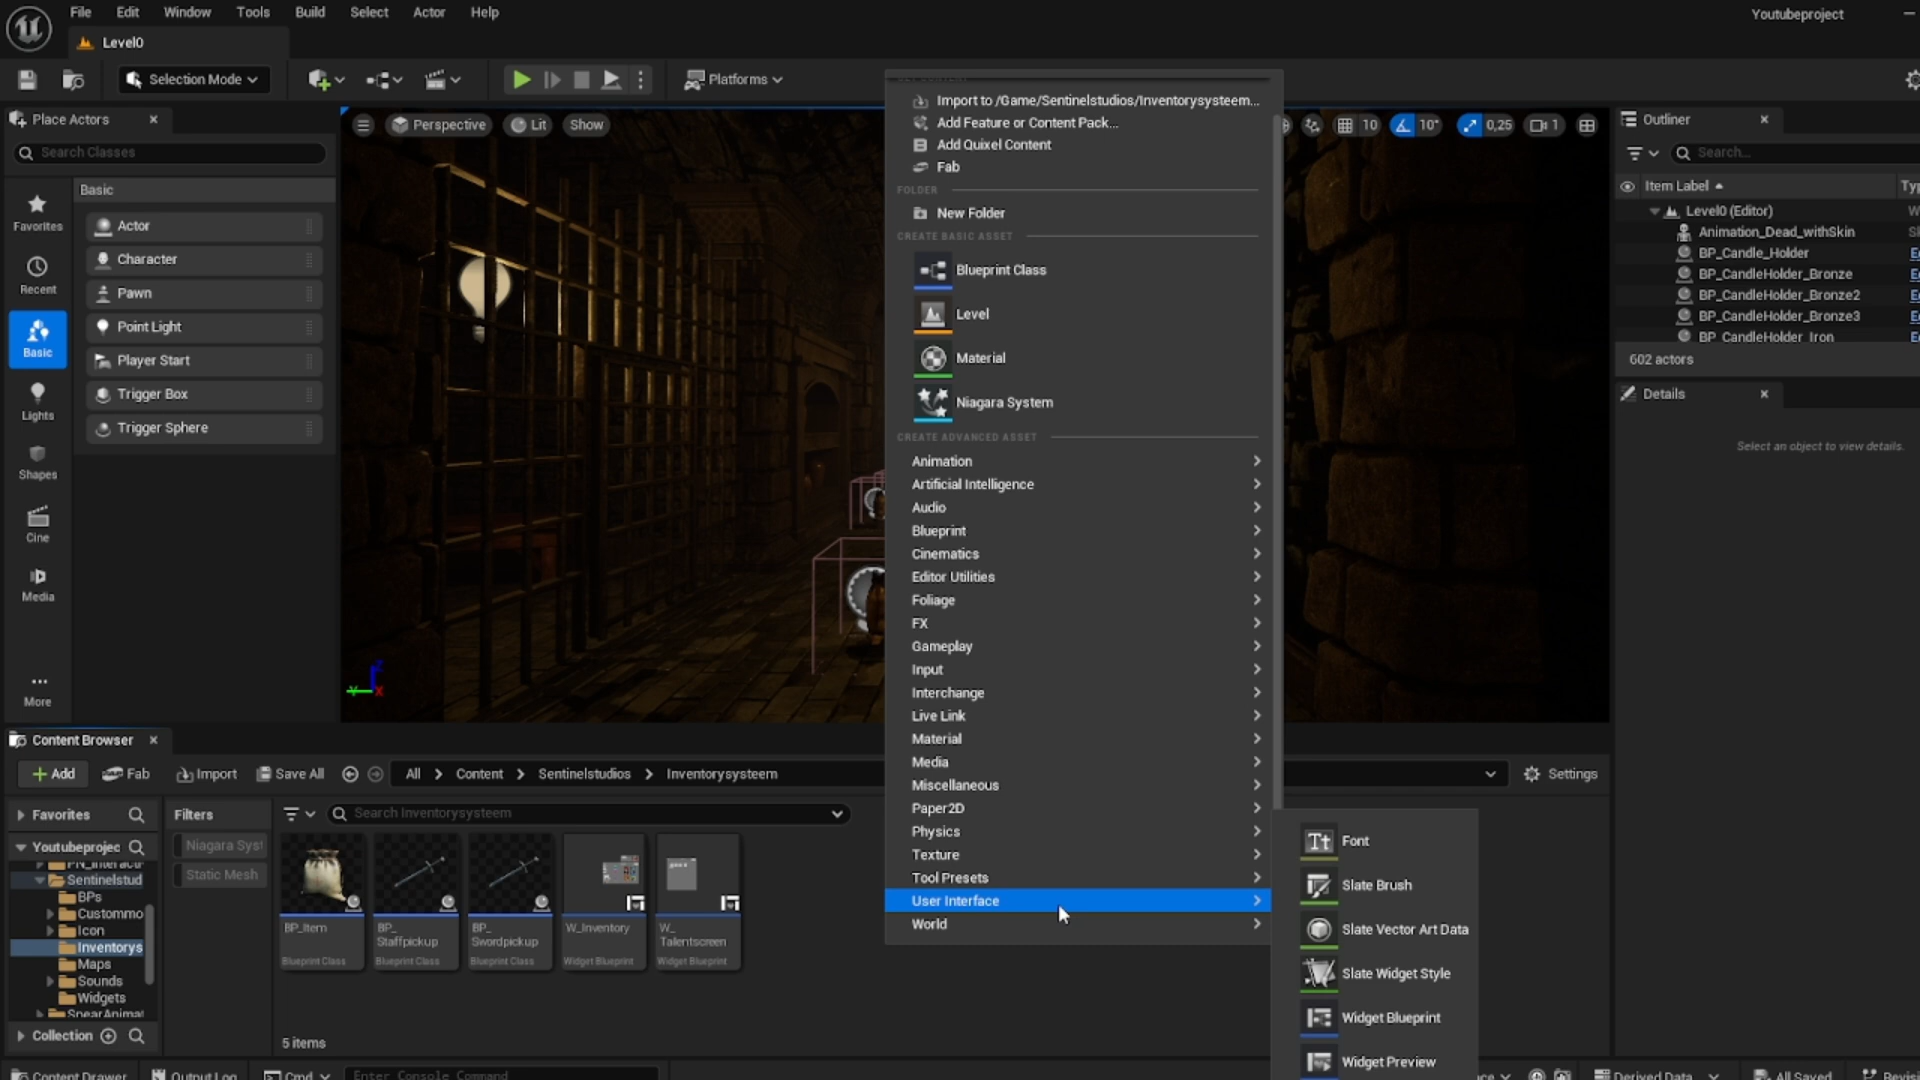 File Edit Window Tools Build Select Actor Help
Youtubeproject
Level0
Selection Mode
Platforms
Place Actors
Search Classes
Basic
Favorites
Recent
Basic
Lights
Shapes
Cine
Media
More
Actor
Character
Pawn
Point Light
Player Start
Trigger Box
Trigger Sphere
Perspective Lit Show
10 10° 0,25 1
Import to /Game/Sentinelstudios/Inventorysysteem...
Add Feature or Content Pack...
Add Quixel Content
Fab
FOLDER
New Folder
CREATE BASIC ASSET
Blueprint Class
Level
Material
Niagara System
CREATE ADVANCED ASSET
Animation
Artificial Intelligence
Audio
Blueprint
Cinematics
Editor Utilities
Foliage
FX
Gameplay
Input
Interchange
Live Link
Material
Media
Miscellaneous
Paper2D
Physics
Texture
Tool Presets
User Interface
World
Font
Slate Brush
Slate Vector Art Data
Slate Widget Style
Widget Blueprint
Widget Preview
Outliner
Search...
Item Label Typ
Level0 (Editor)
Animation_Dead_withSkin
BP_Candle_Holder
BP_CandleHolder_Bronze
BP_CandleHolder_Bronze2
BP_CandleHolder_Bronze3
BP_CandleHolder_Iron
602 actors
Details
Select an object to view details.
Content Browser
Add Fab Import Save All All Content Sentinelstudios Inventorysysteem
Settings
Favorites
Youtubeprojec
Sentinelstud
BPs
Custommo
Icon
Inventorys
Maps
Sounds
Widgets
SpearAnimat
Collection
Filters
Niagara Syst
Static Mesh
Search Inventorysysteem
BP_Item
Blueprint Class
BP_
Staffpickup
Blueprint Class
BP_
Swordpickup
Blueprint Class
W_Inventory
Widget Blueprint
W_
Talentscreen
Widget Blueprint
5 items
Content Drawer Output Log Cmd Enter Console Command
Derived Data All Saved Revisi